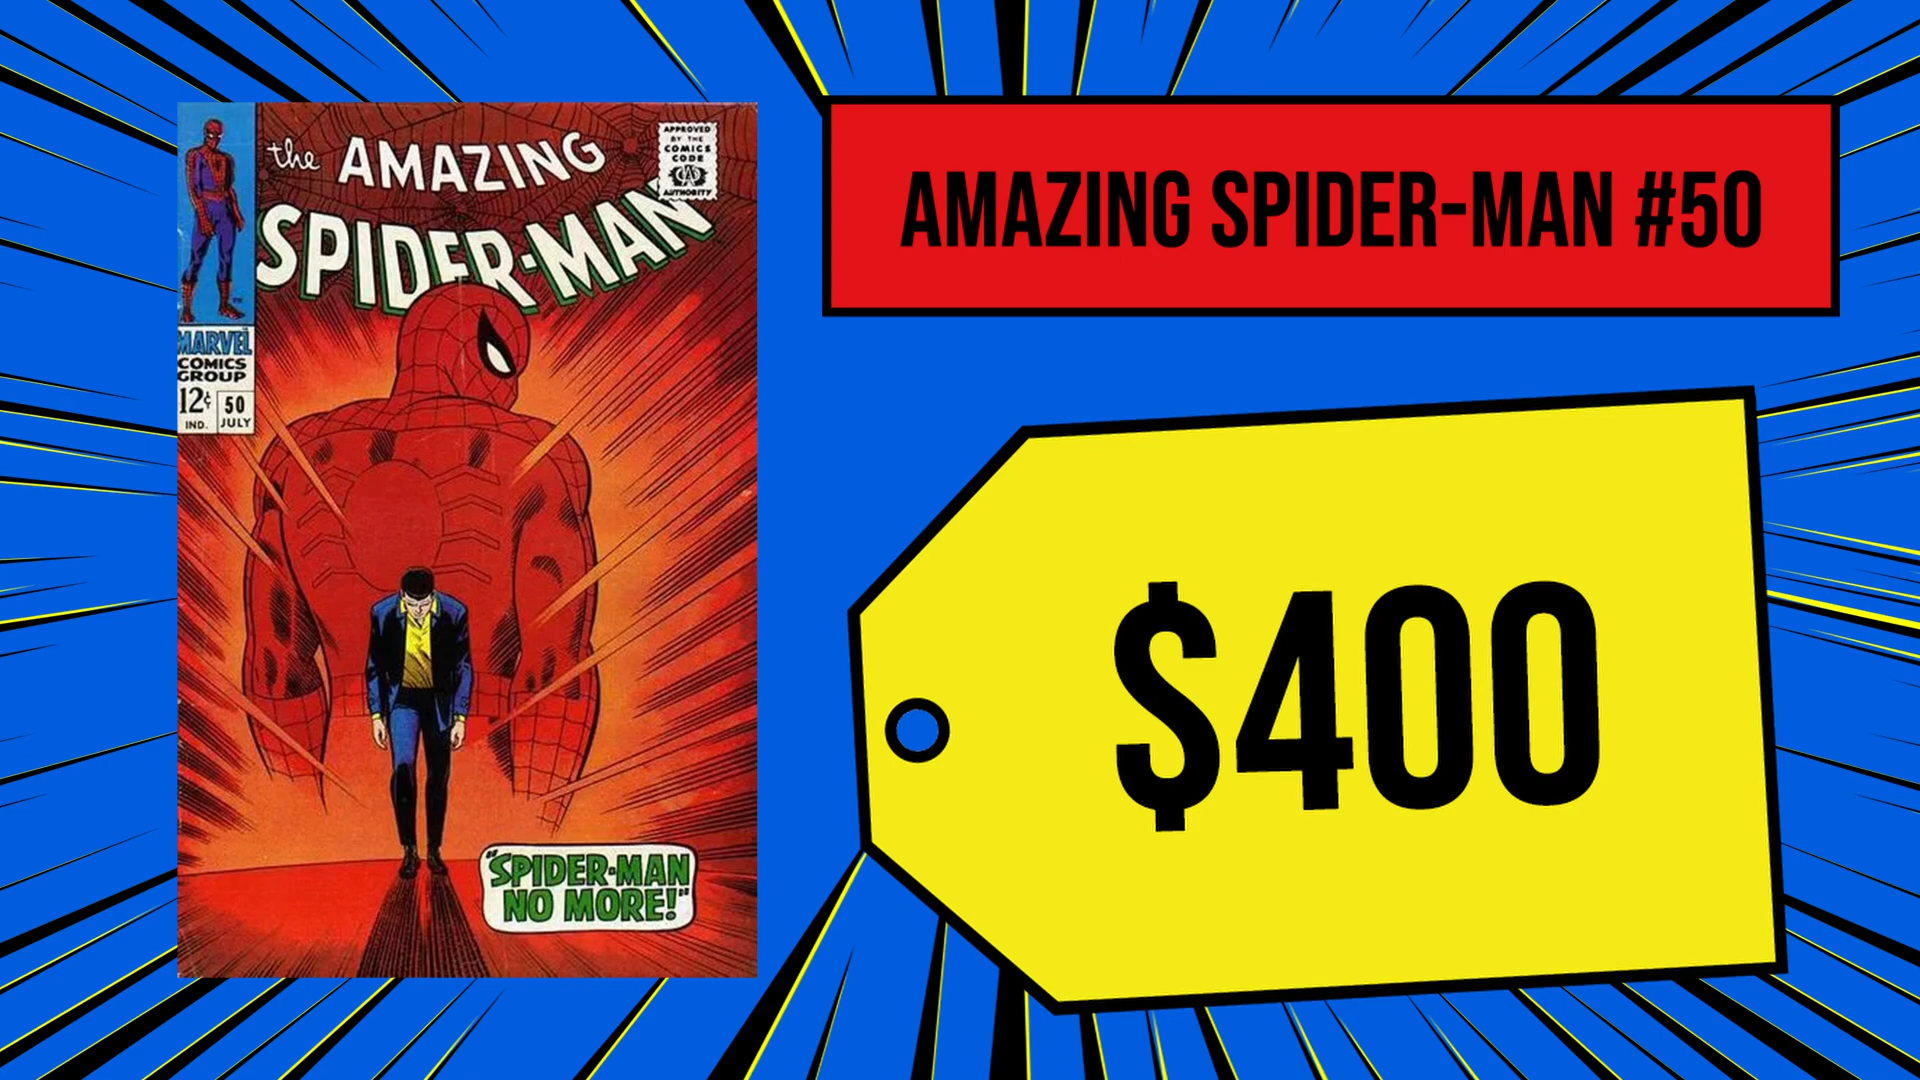 the AMAZING
SPIDER-MAN
APPROVED
BY THE
COMICS
CODE
CA
AUTHORITY
MARVEL
COMICS
GROUP
12¢
IND.
50
JULY
"SPIDER-MAN
NO MORE!"
AMAZING SPIDER-MAN #50
$400